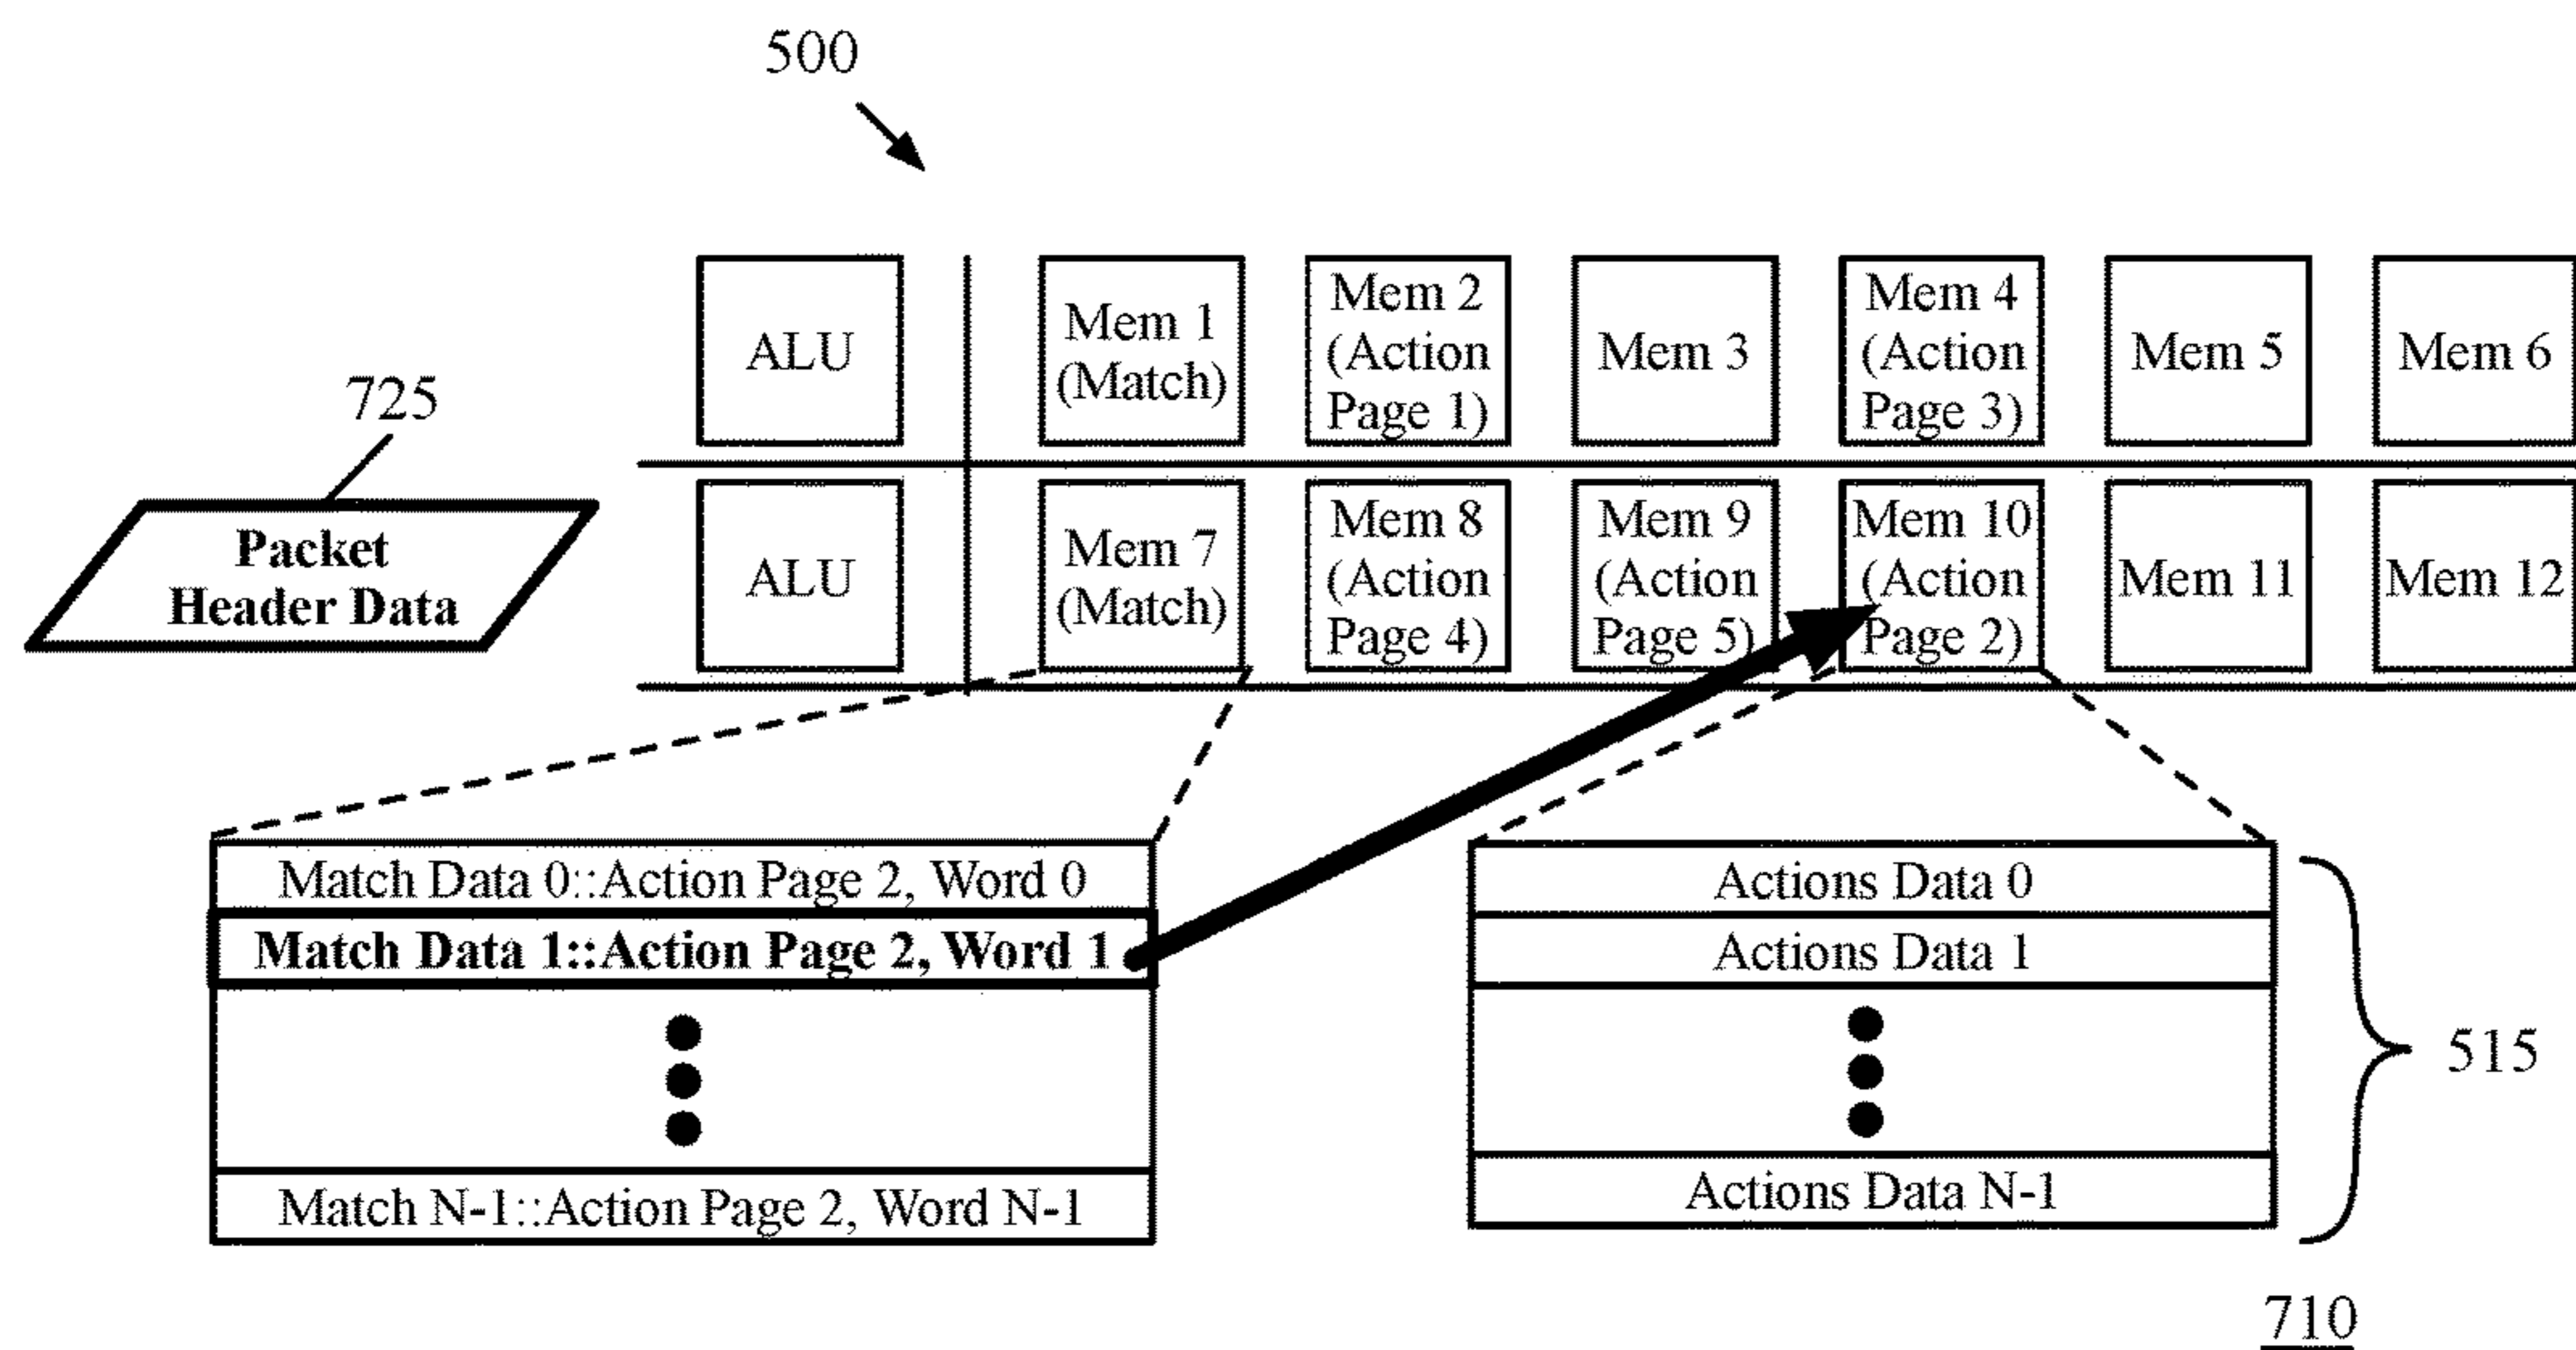 500
725
ALU
Mem 1
(Match)
Mem 2
(Action
Page 1)
Mem 3
Mem 4
(Action
Page 3)
Mem 5
Mem 6
Packet
Header Data
ALU
Mem 7
(Match)
Mem 8
(Action
Page 4)
Mem 9
(Action
Page 5)
Mem 10
(Action
Page 2)
Mem 11
Mem 12
Match Data 0::Action Page 2, Word 0
Match Data 1::Action Page 2, Word 1
Match N-1::Action Page 2, Word N-1
Actions Data 0
Actions Data 1
Actions Data N-1
515
710